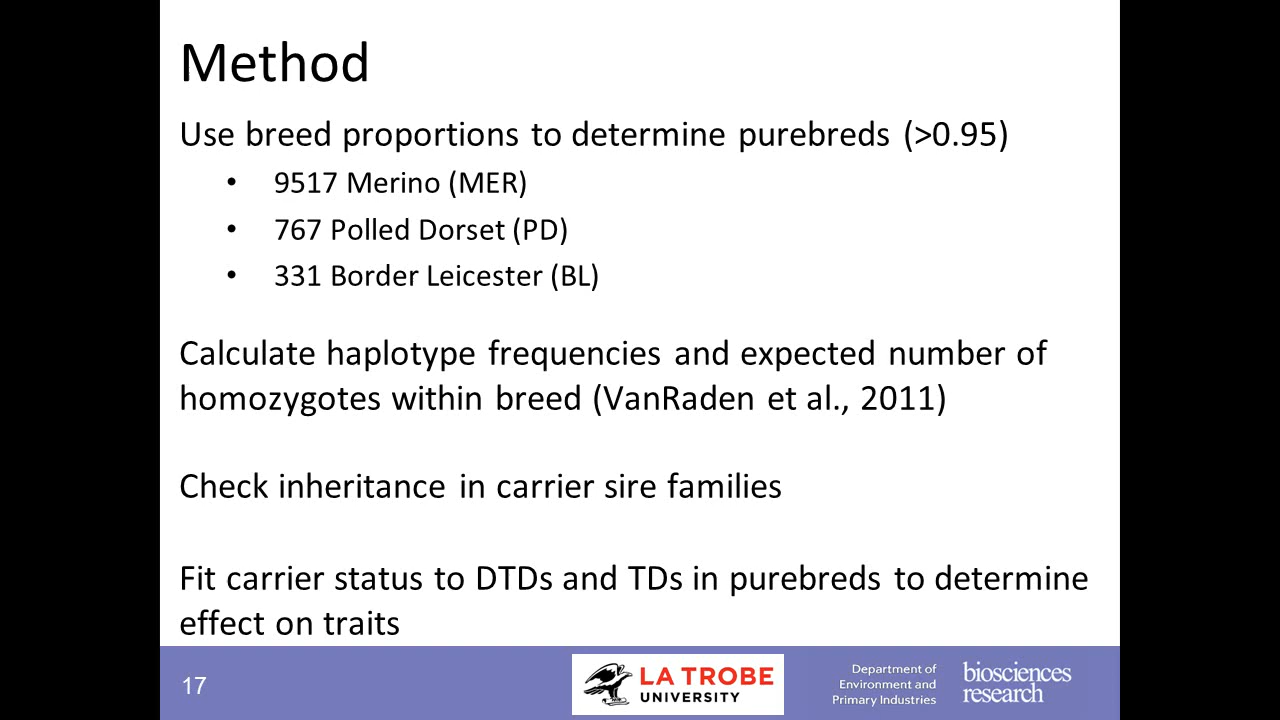 Method
Use breed proportions to determine purebreds (>0.95)
• 9517 Merino (MER)
• 767 Polled Dorset (PD)
• 331 Border Leicester (BL)
Calculate haplotype frequencies and expected number of
homozygotes within breed (VanRaden et al., 2011)
Check inheritance in carrier sire families
Fit carrier status to DTDs and TDs in purebreds to determine
effect on traits
17
LA TROBE
UNIVERSITY
Department of
Environment and
Primary Industries
biosciences
research